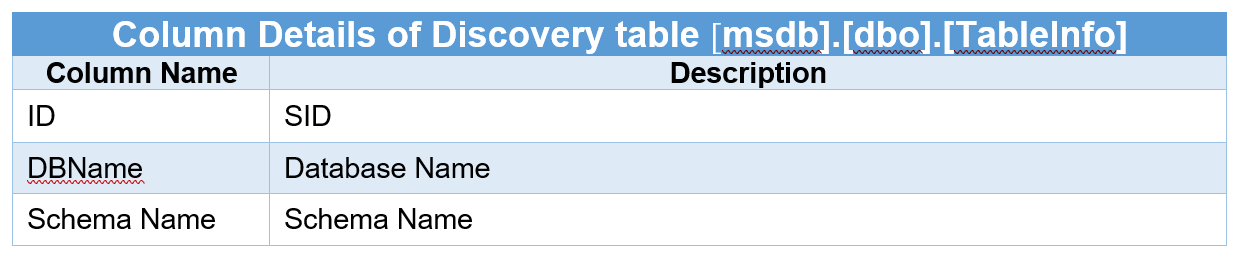 Column Details of Discovery table [msdb].[dbo].[TableInfo]
Column Name Description
ID SID
DBName Database Name
Schema Name Schema Name